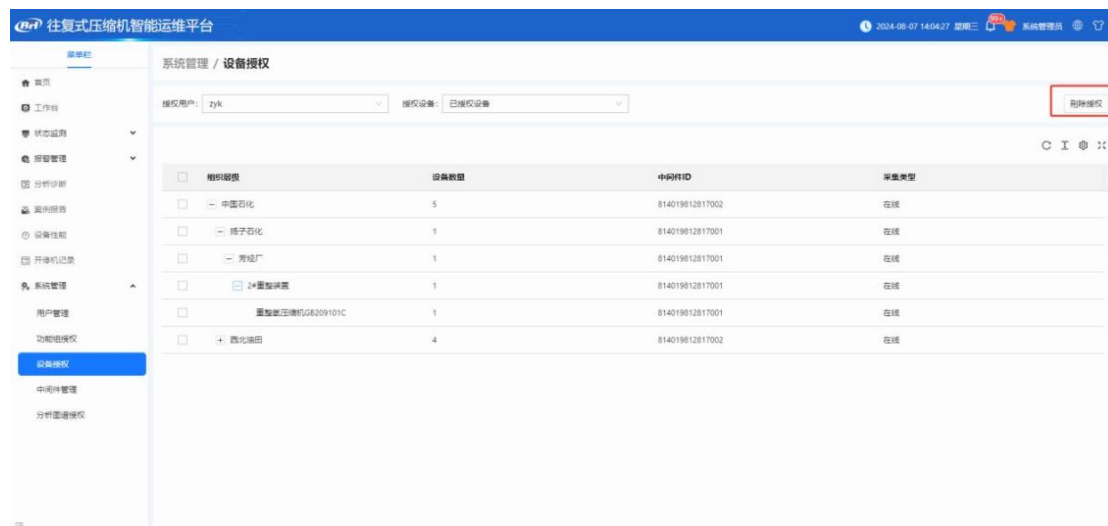 BHD 往复式压缩机智能运维平台
2024-08-07 14:04:27 星期三 99+ 系统管理员
菜单栏
首页
工作台
状态监测
报警管理
分析诊断
案例报告
设备性能
开停机记录
系统管理
用户管理
功能组授权
设备授权
中间件管理
分析图谱授权
系统管理 / 设备授权
授权用户: zyk 授权设备: 已授权设备 删除授权
组织层级 设备数量 中间件ID 采集类型
中国石化 5 814019812817002 在线
扬子石化 1 814019812817001 在线
芳烃厂 1 814019812817001 在线
2#重整装置 1 814019812817001 在线
重整氢压缩机GB209101C 1 814019812817001 在线
西北油田 4 814019812817002 在线